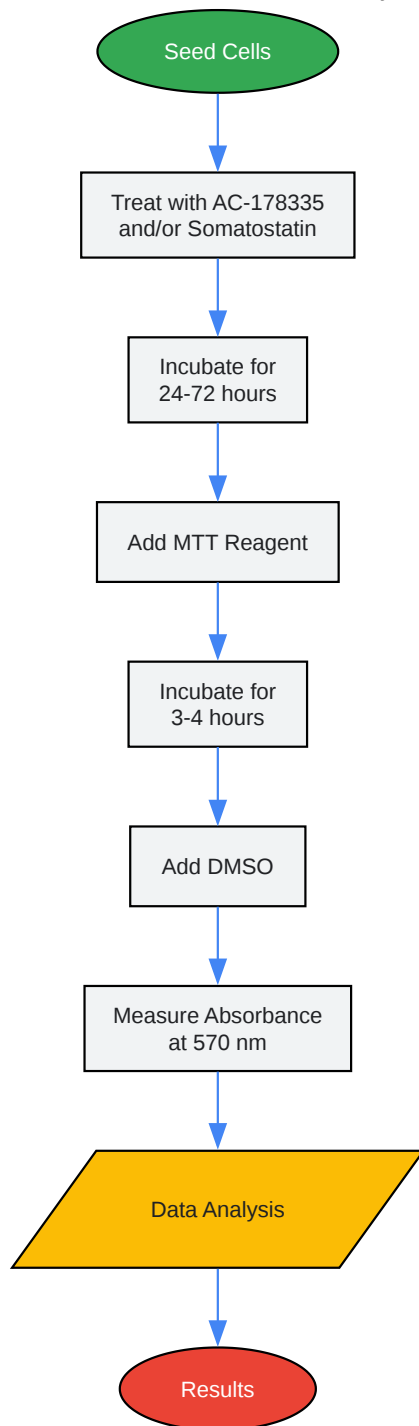 Seed Cells
Treat with AC-178335
and/or Somatostatin
Incubate for
24-72 hours
Add MTT Reagent
Incubate for
3-4 hours
Add DMSO
Measure Absorbance
at 570 nm
Data Analysis
Results